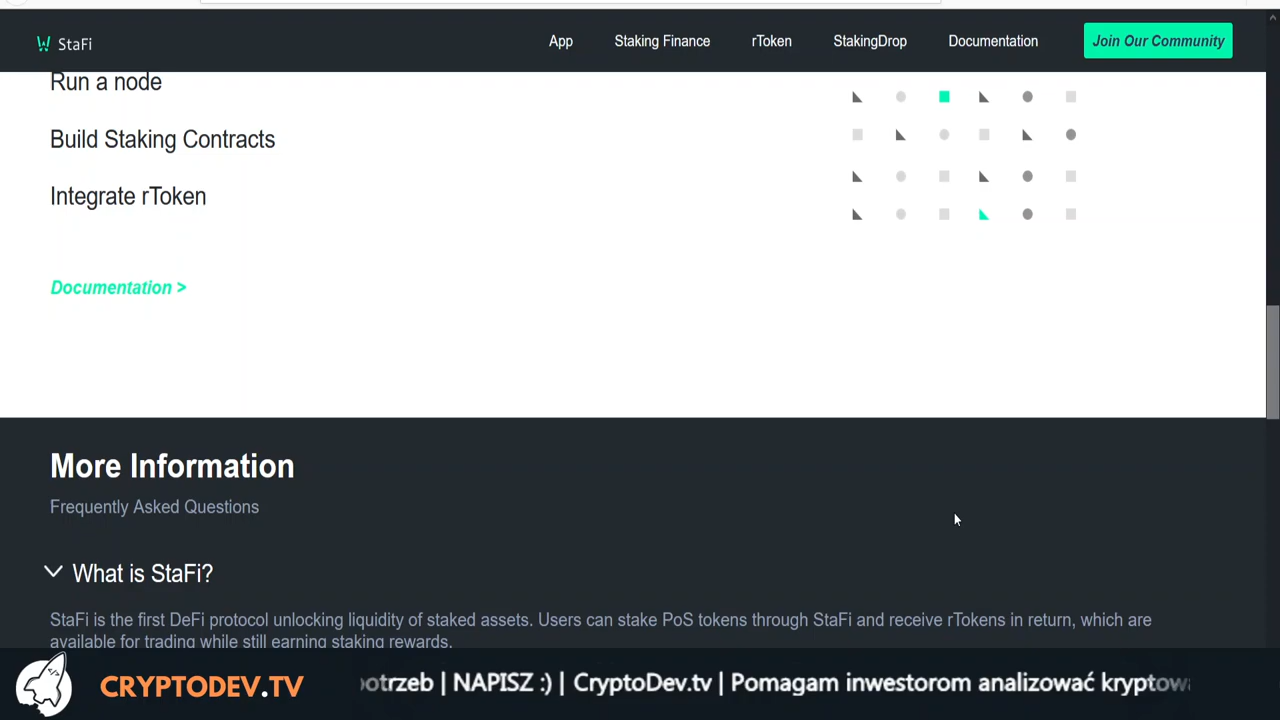 StaFi
App
Staking Finance
rToken
StakingDrop
Documentation
Join Our Community
Run a node
Build Staking Contracts
Integrate rToken
Documentation >
More Information
Frequently Asked Questions
What is StaFi?
StaFi is the first DeFi protocol unlocking liquidity of staked assets. Users can stake PoS tokens through StaFi and receive rTokens in return, which are
available for trading while still earning staking rewards.
CRYPTODEV.TV
| NAPISZ :) | CryptoDev.tv | Pomagam inwestorom analizować